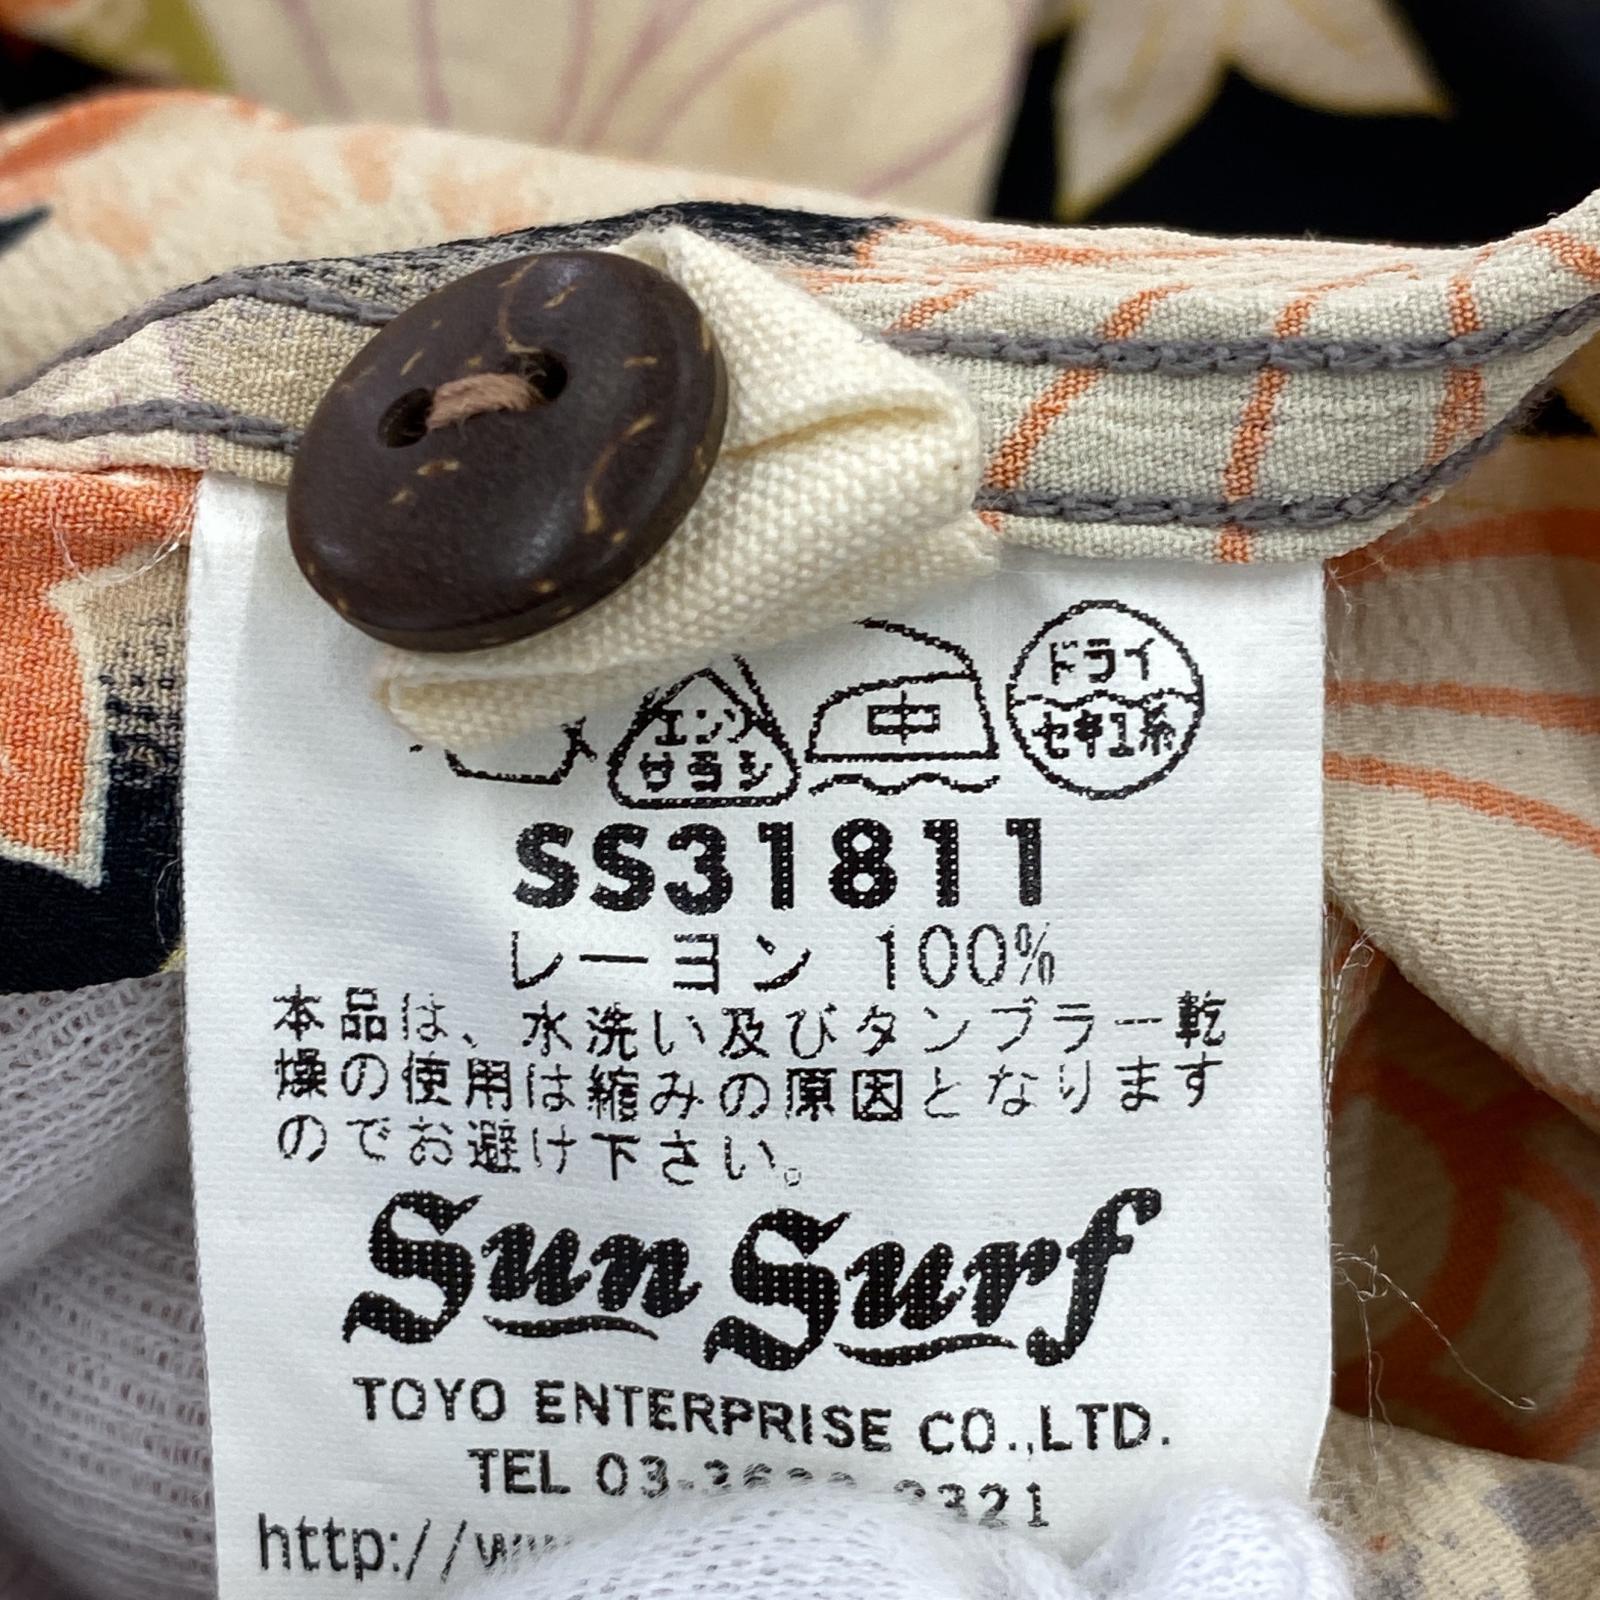 エンソ
サラシ
中
ドライ
セキユ系
SS31811
レーヨン 100%
本品は、水洗い及びタンブラー乾
燥の使用は縮みの原因となります
のでお避け下さい。
Sun Surf
TOYO ENTERPRISE CO.,LTD.
TEL 03-
http://